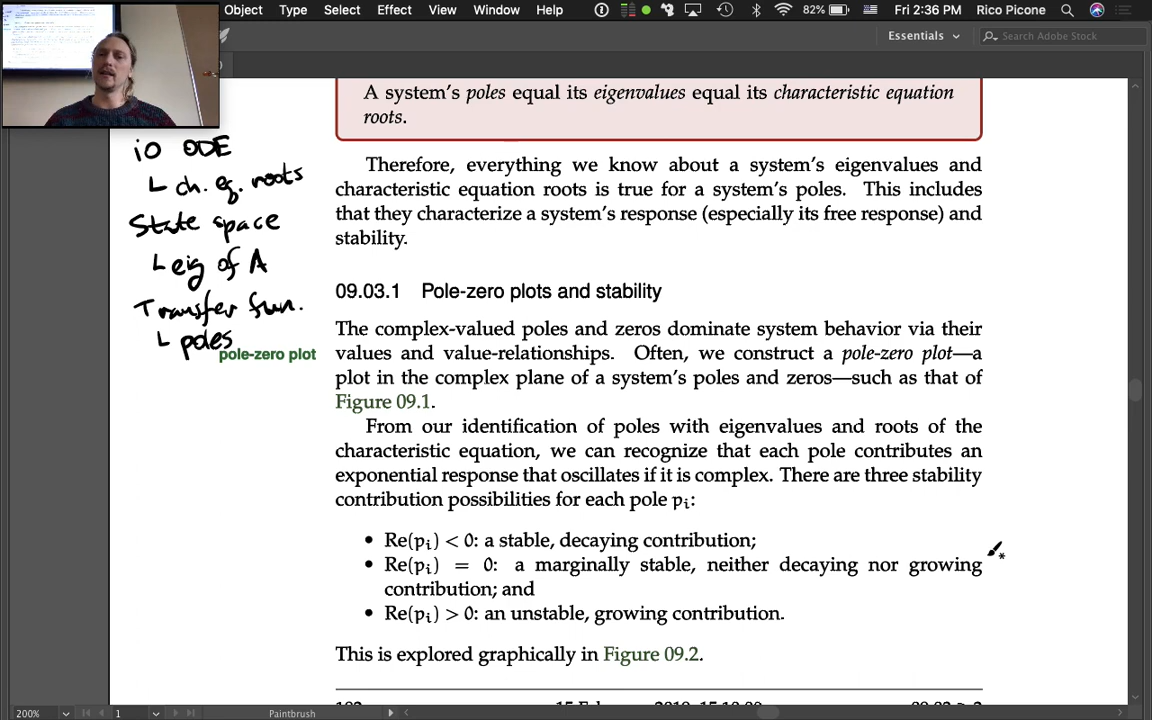 Object Type Select Effect View Window Help 82% Fri 2:36 PM Rico Picone
Essentials Search Adobe Stock
A system's poles equal its eigenvalues equal its characteristic equation
roots.
io ODE
ch. eq. roots
State space
eig of A
Transfer fun.
poles
pole-zero plot
Therefore, everything we know about a system's eigenvalues and
characteristic equation roots is true for a system's poles. This includes
that they characterize a system's response (especially its free response) and
stability.
09.03.1 Pole-zero plots and stability
The complex-valued poles and zeros dominate system behavior via their
values and value-relationships. Often, we construct a pole-zero plot—a
plot in the complex plane of a system's poles and zeros—such as that of
Figure 09.1.
From our identification of poles with eigenvalues and roots of the
characteristic equation, we can recognize that each pole contributes an
exponential response that oscillates if it is complex. There are three stability
contribution possibilities for each pole pᵢ:
• Re(pᵢ) < 0: a stable, decaying contribution;
• Re(pᵢ) = 0: a marginally stable, neither decaying nor growing
contribution; and
• Re(pᵢ) > 0: an unstable, growing contribution.
This is explored graphically in Figure 09.2.
200% 1 Paintbrush